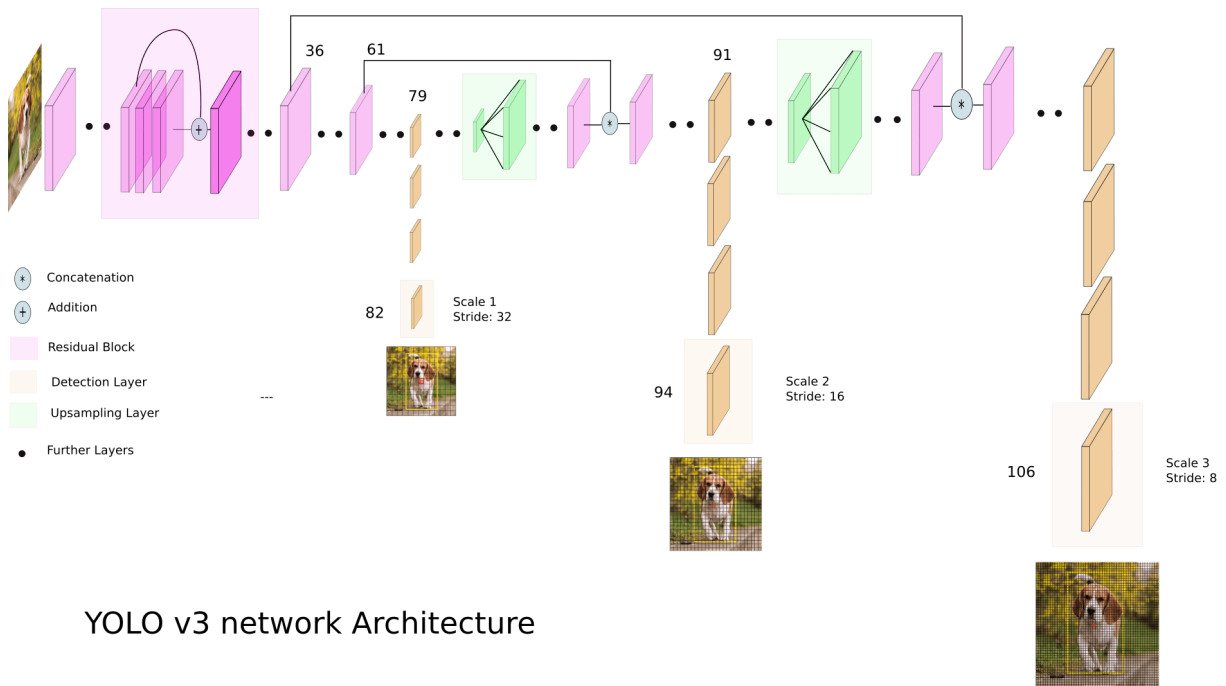 36
61
91
79
*
+
*
* Concatenation
+ Addition
82
Scale 1
Stride: 32
Residual Block
Detection Layer
Upsampling Layer
---
94
Scale 2
Stride: 16
Further Layers
106
Scale 3
Stride: 8
YOLO v3 network Architecture